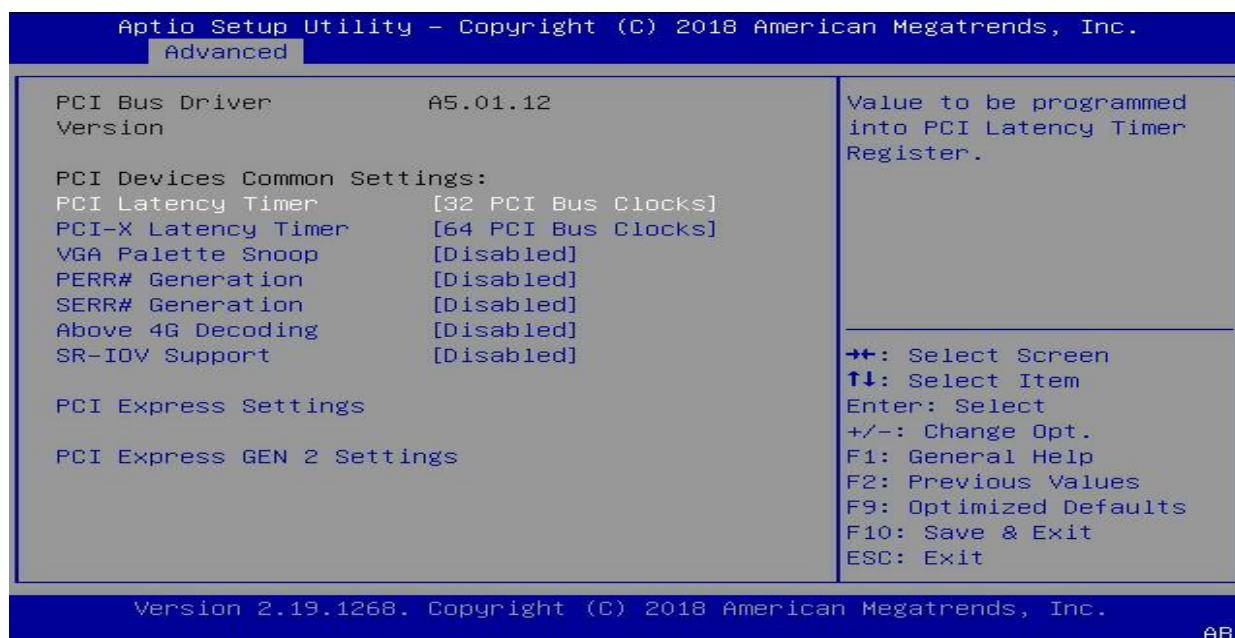 Aptio Setup Utility – Copyright (C) 2018 American Megatrends, Inc.
Advanced
PCI Bus Driver A5.01.12
Version
PCI Devices Common Settings:
PCI Latency Timer [32 PCI Bus Clocks]
PCI-X Latency Timer [64 PCI Bus Clocks]
VGA Palette Snoop [Disabled]
PERR# Generation [Disabled]
SERR# Generation [Disabled]
Above 4G Decoding [Disabled]
SR-IOV Support [Disabled]
PCI Express Settings
PCI Express GEN 2 Settings
Value to be programmed
into PCI Latency Timer
Register.
→←: Select Screen
↑↓: Select Item
Enter: Select
+/-: Change Opt.
F1: General Help
F2: Previous Values
F9: Optimized Defaults
F10: Save & Exit
ESC: Exit
Version 2.19.1268. Copyright (C) 2018 American Megatrends, Inc.
AB